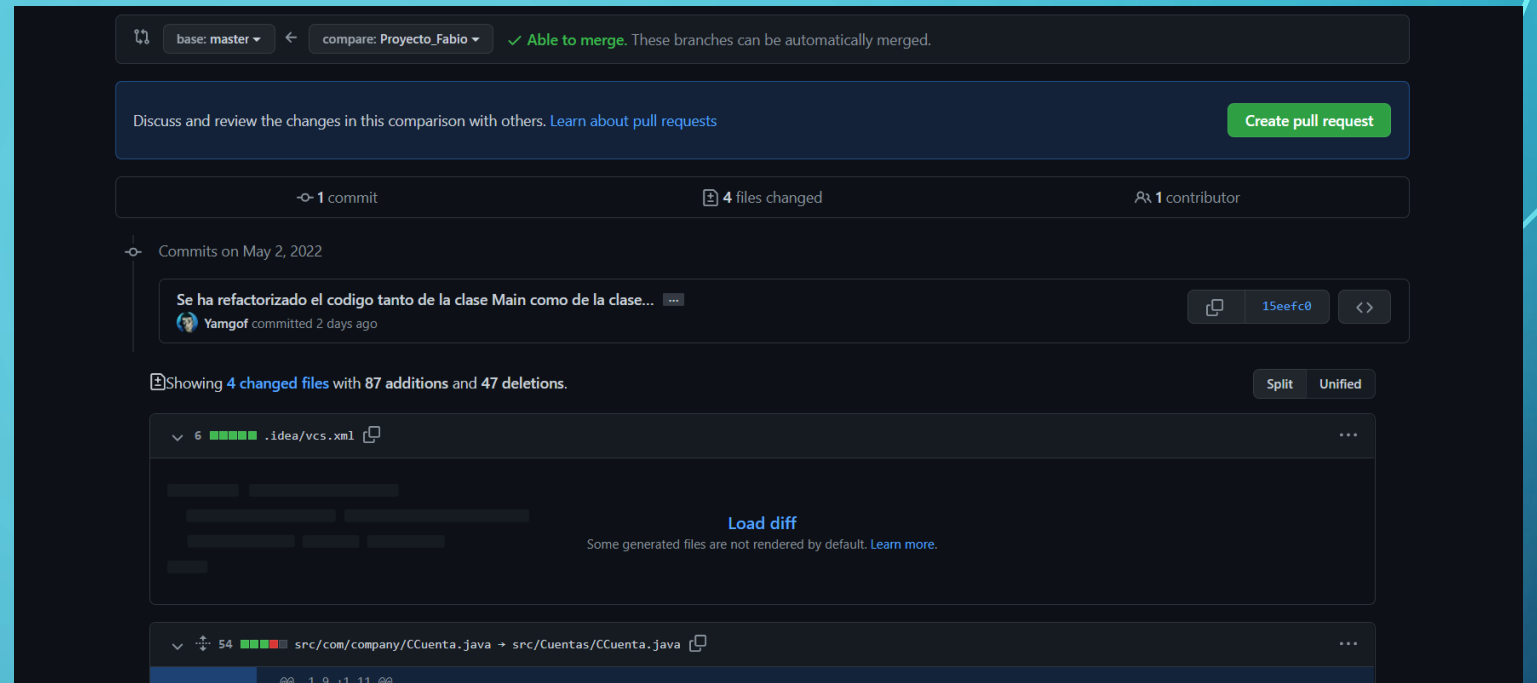 base: master ← compare: Proyecto_Fabio ✓ Able to merge. These branches can be automatically merged.
Discuss and review the changes in this comparison with others. Learn about pull requests Create pull request
1 commit 4 files changed 1 contributor
Commits on May 2, 2022
Se ha refactorizado el codigo tanto de la clase Main como de la clase... ...
Yamgof committed 2 days ago 15eefc0 <>
Showing 4 changed files with 87 additions and 47 deletions. Split Unified
6 .idea/vcs.xml ...
Load diff
Some generated files are not rendered by default. Learn more.
54 src/com/company/CCuenta.java → src/Cuentas/CCuenta.java ...
@@ -1,9 +1,11 @@